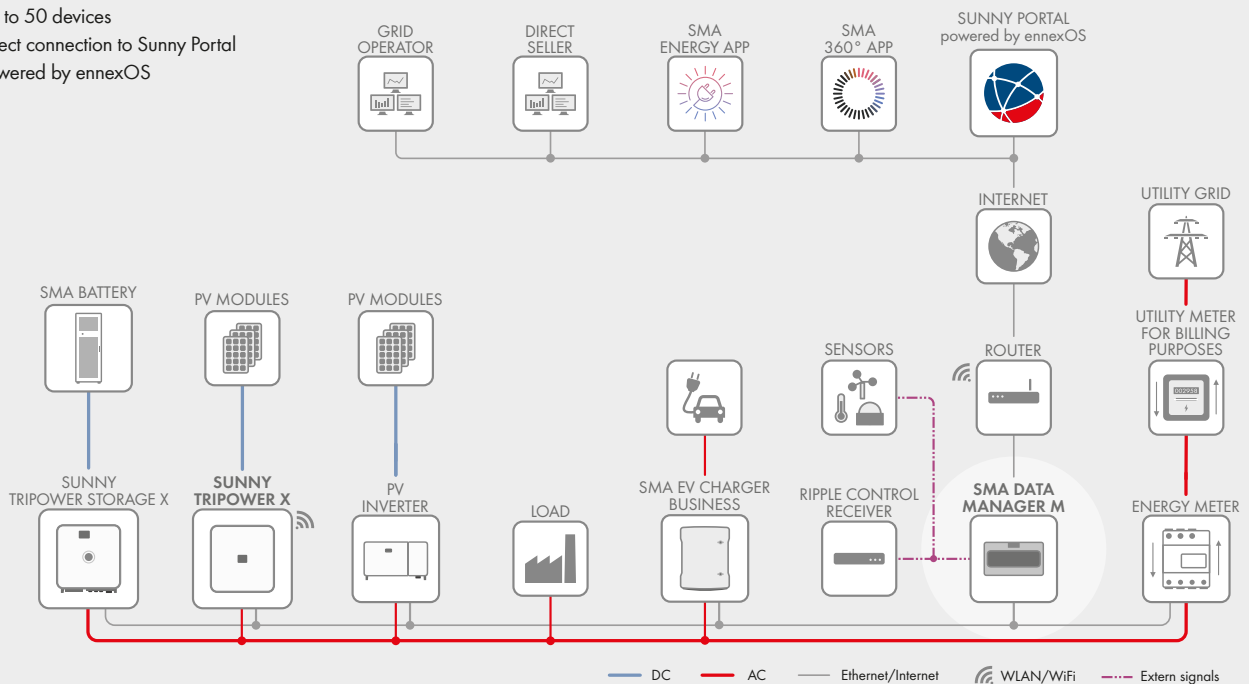 to 50 devices
ect connection to Sunny Portal
wered by ennexOS
GRID
OPERATOR
DIRECT
SELLER
SMA
ENERGY APP
SMA
360° APP
SUNNY PORTAL
powered by ennexOS
INTERNET
UTILITY GRID
SMA BATTERY
PV MODULES
PV MODULES
SENSORS
ROUTER
UTILITY METER
FOR BILLING
PURPOSES
SUNNY
TRIPOWER STORAGE X
SUNNY
TRIPOWER X
PV
INVERTER
LOAD
SMA EV CHARGER
BUSINESS
RIPPLE CONTROL
RECEIVER
SMA DATA
MANAGER M
ENERGY METER
DC
AC
Ethernet/Internet
WLAN/WiFi
Extern signals